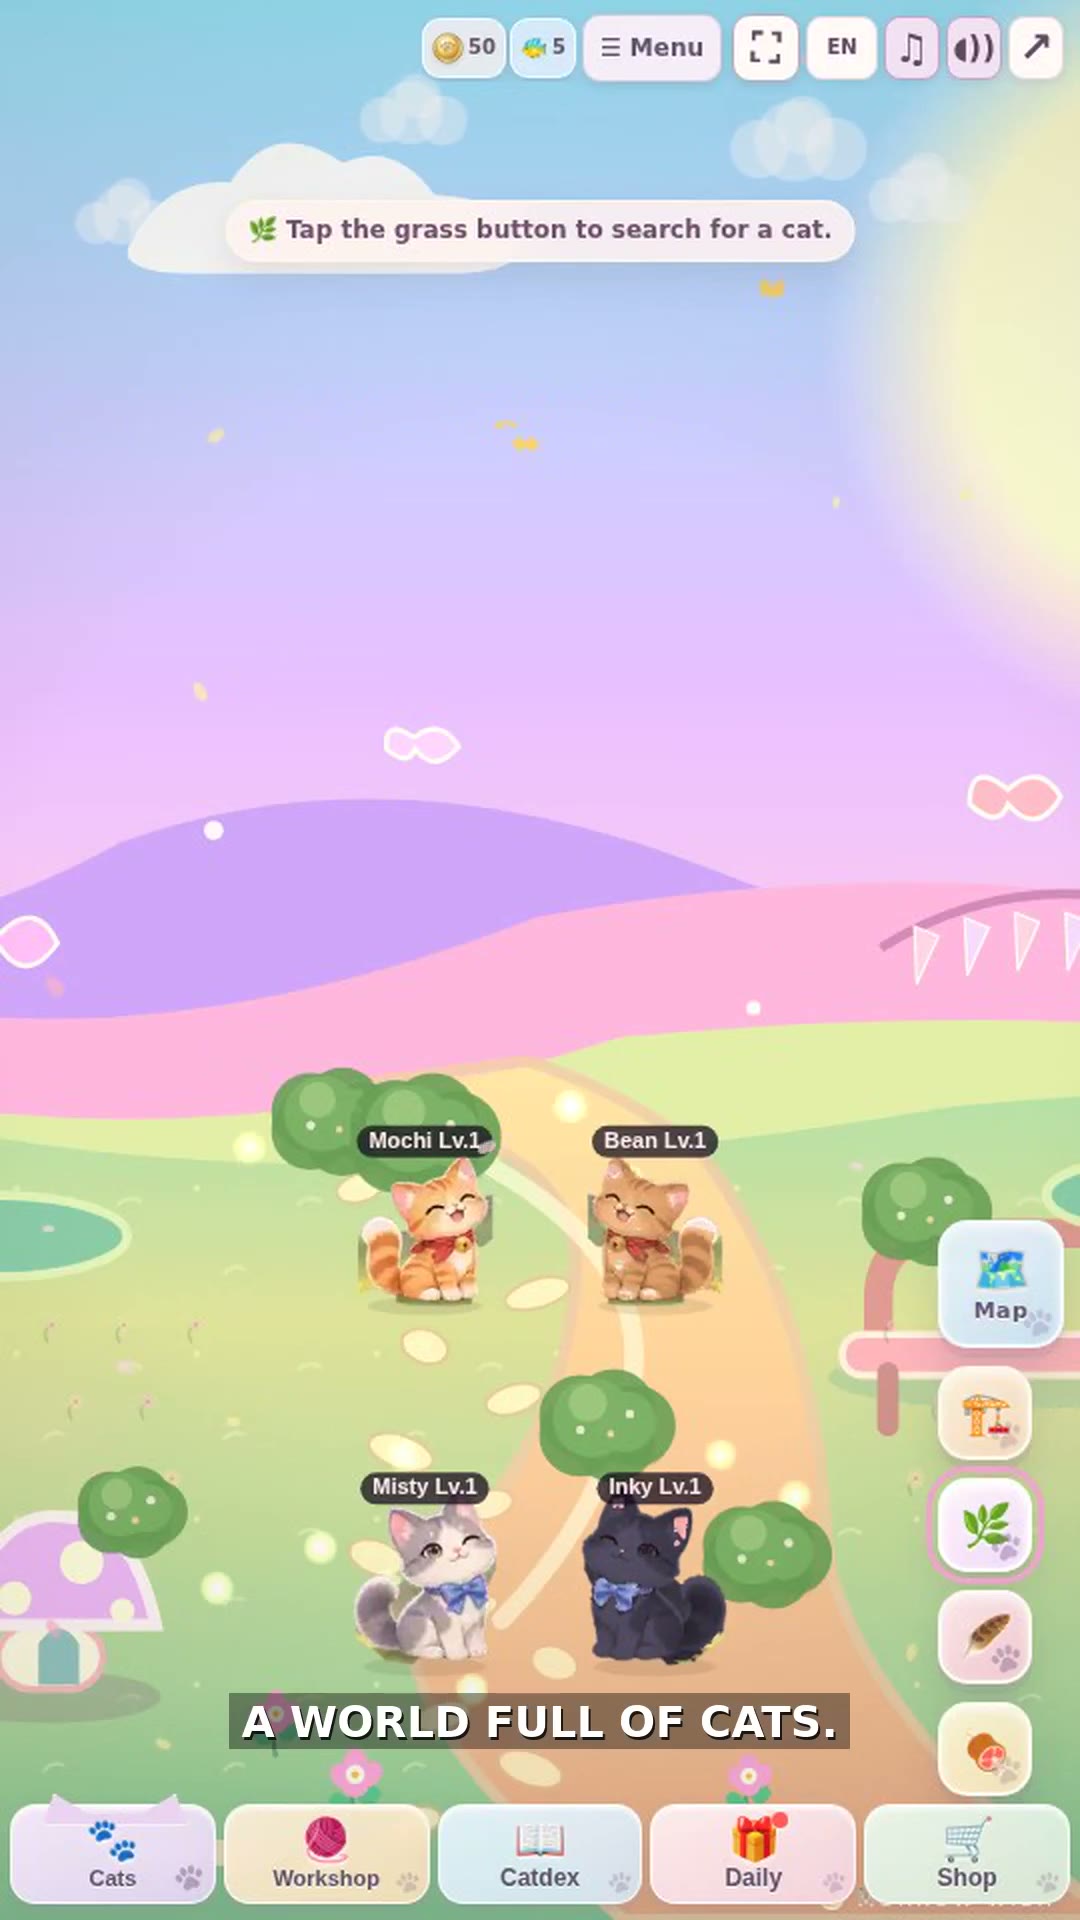 50
5
☰ Menu
EN
Tap the grass button to search for a cat.
Mochi Lv.1
Bean Lv.1
Map
Misty Lv.1
Inky Lv.1
A WORLD FULL OF CATS.
Cats
Workshop
Catdex
Daily
Shop